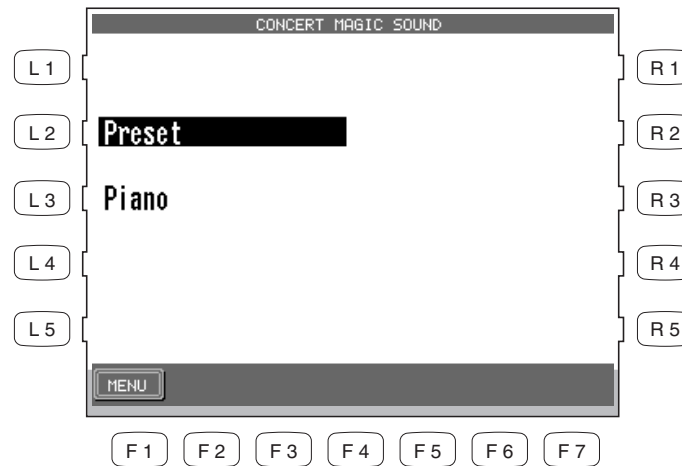 CONCERT MAGIC SOUND
L 1 R 1
L 2 Preset R 2
L 3 Piano R 3
L 4 R 4
L 5 R 5
MENU
F 1 F 2 F 3 F 4 F 5 F 6 F 7